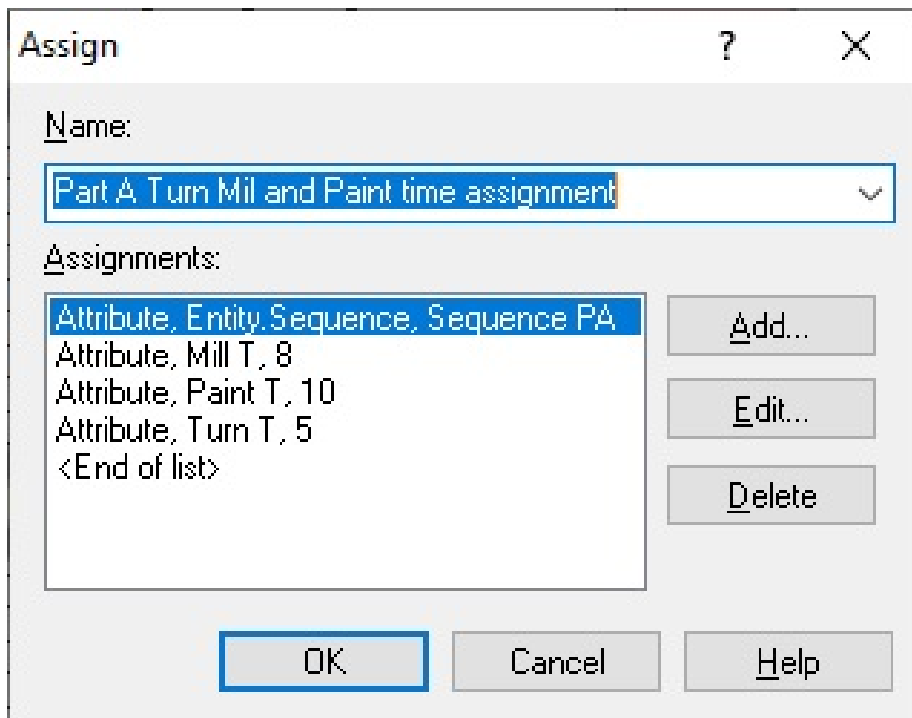 Assign ?
Name:
Part A Turn Mil and Paint time assignment
Assignments:
Attribute, Entity.Sequence, Sequence PA
Attribute, Mill T, 8
Attribute, Paint T, 10
Attribute, Turn T, 5
<End of list>
Add...
Edit...
Delete
OK Cancel Help